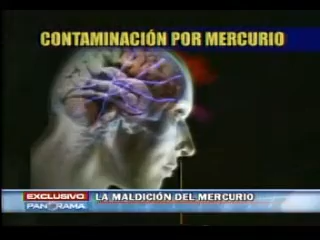 CONTAMINACIÓN POR MERCURIO
EXCLUSIVO
PANORAMA
LA MALDICIÓN DEL MERCURIO